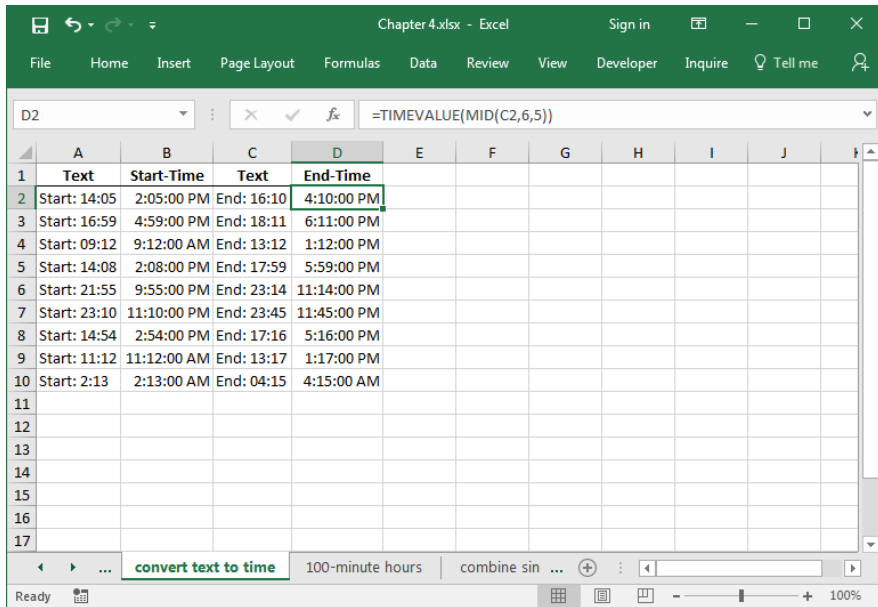 Chapter 4.xlsx - Excel Sign in
File Home Insert Page Layout Formulas Data Review View Developer Inquire Tell me
D2 fx =TIMEVALUE(MID(C2,6,5))
A B C D E F G H I J K
1 Text Start-Time Text End-Time
2 Start: 14:05 2:05:00 PM End: 16:10 4:10:00 PM
3 Start: 16:59 4:59:00 PM End: 18:11 6:11:00 PM
4 Start: 09:12 9:12:00 AM End: 13:12 1:12:00 PM
5 Start: 14:08 2:08:00 PM End: 17:59 5:59:00 PM
6 Start: 21:55 9:55:00 PM End: 23:14 11:14:00 PM
7 Start: 23:10 11:10:00 PM End: 23:45 11:45:00 PM
8 Start: 14:54 2:54:00 PM End: 17:16 5:16:00 PM
9 Start: 11:12 11:12:00 AM End: 13:17 1:17:00 PM
10 Start: 2:13 2:13:00 AM End: 04:15 4:15:00 AM
11
12
13
14
15
16
17
... convert text to time 100-minute hours combine sin ...
Ready 100%